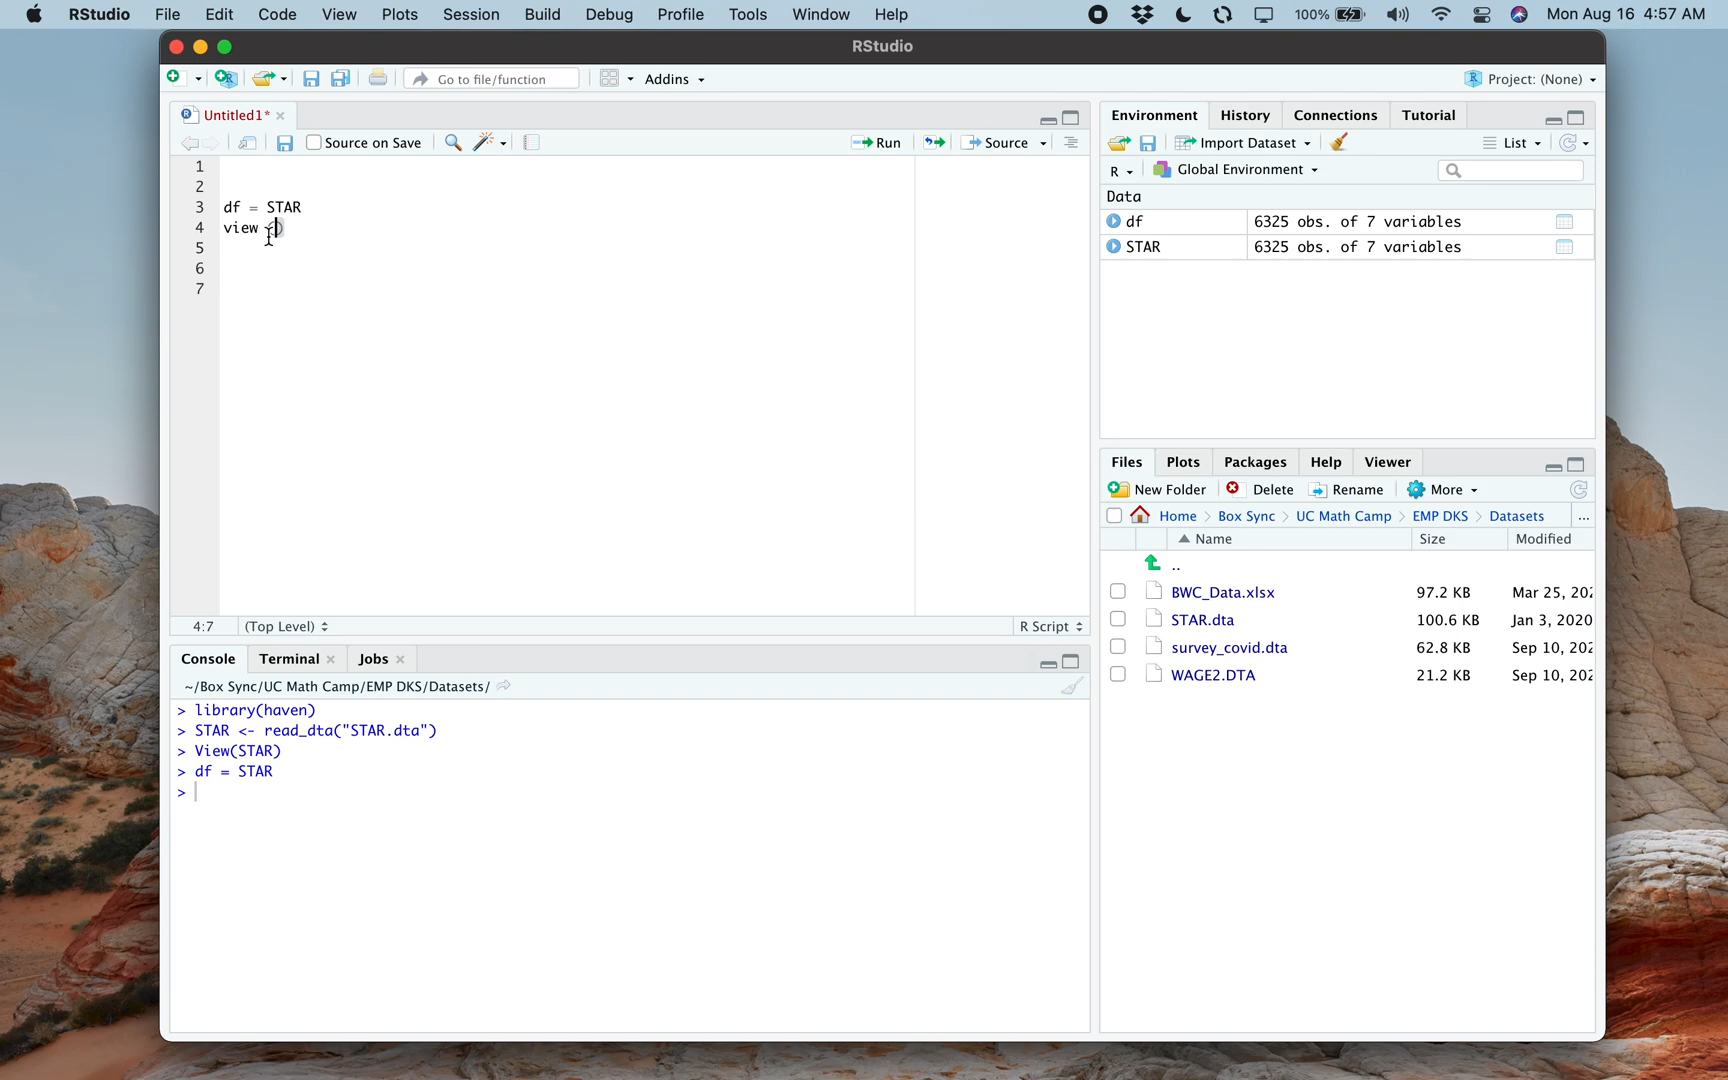 RStudio File Edit Code View Plots Session Build Debug Profile Tools Window Help 100% Mon Aug 16 4:57 AM
RStudio
Go to file/function Addins Project: (None)
Untitled1*
Source on Save Run Source
1
2
3 df = STAR
4 view ()
5
6
7
4:7 (Top Level) R Script
Console Terminal Jobs
~/Box Sync/UC Math Camp/EMP DKS/Datasets/
> library(haven)
> STAR <- read_dta("STAR.dta")
> View(STAR)
> df = STAR
>
Environment History Connections Tutorial
Import Dataset List
R Global Environment
Data
df 6325 obs. of 7 variables
STAR 6325 obs. of 7 variables
Files Plots Packages Help Viewer
New Folder Delete Rename More
Home > Box Sync > UC Math Camp > EMP DKS > Datasets ...
Name Size Modified
..
BWC_Data.xlsx 97.2 KB Mar 25, 202
STAR.dta 100.6 KB Jan 3, 2020
survey_covid.dta 62.8 KB Sep 10, 202
WAGE2.DTA 21.2 KB Sep 10, 202